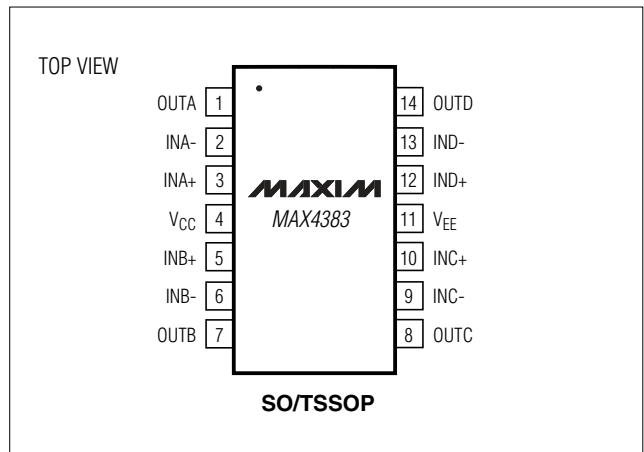 TOP VIEW
OUTA 1 14 OUTD
INA- 2 13 IND-
INA+ 3 12 IND+
MAXIM
VCC 4 MAX4383 11 VEE
INB+ 5 10 INC+
INB- 6 9 INC-
OUTB 7 8 OUTC
SO/TSSOP